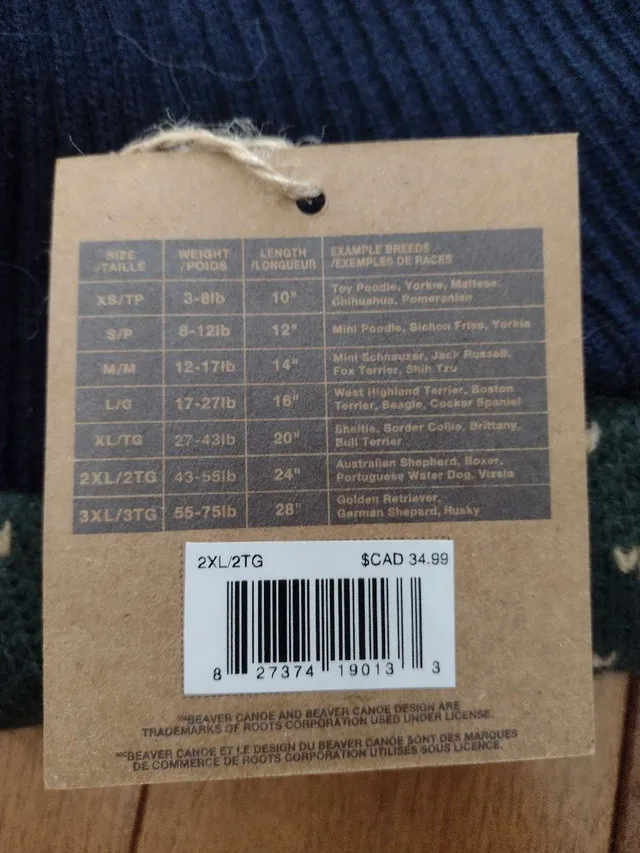 SIZE /TAILLE
WEIGHT /POIDS
LENGTH /LONGUEUR
EXAMPLE BREEDS /EXEMPLES DE RACES
XS/TP 3-8lb 10" Toy Poodle, Yorkie, Maltese,
Chihuahua, Pomeranian
S/P 8-12lb 12" Mini Poodle, Bichon Frise, Yorkie
M/M 12-17lb 14" Mini Schnauzer, Jack Russell,
Fox Terrier, Shih Tzu
L/G 17-27lb 16" West Highland Terrier, Boston
Terrier, Beagle, Cocker Spaniel
XL/TG 27-43lb 20" Sheltie, Border Collie, Brittany,
Bull Terrier
2XL/2TG 43-55lb 24" Australian Shepherd, Boxer,
Portuguese Water Dog, Vizsla
3XL/3TG 55-75lb 28" Golden Retriever,
German Shepard, Husky
2XL/2TG $CAD 34.99
8 27374 19013 3
™BEAVER CANOE AND BEAVER CANOE DESIGN ARE
TRADEMARKS OF ROOTS CORPORATION USED UNDER LICENSE.
MCBEAVER CANOE ET LE DESIGN DU BEAVER CANOE SONT DES MARQUES
DE COMMERCE DE ROOTS CORPORATION UTILISÉS SOUS LICENCE.